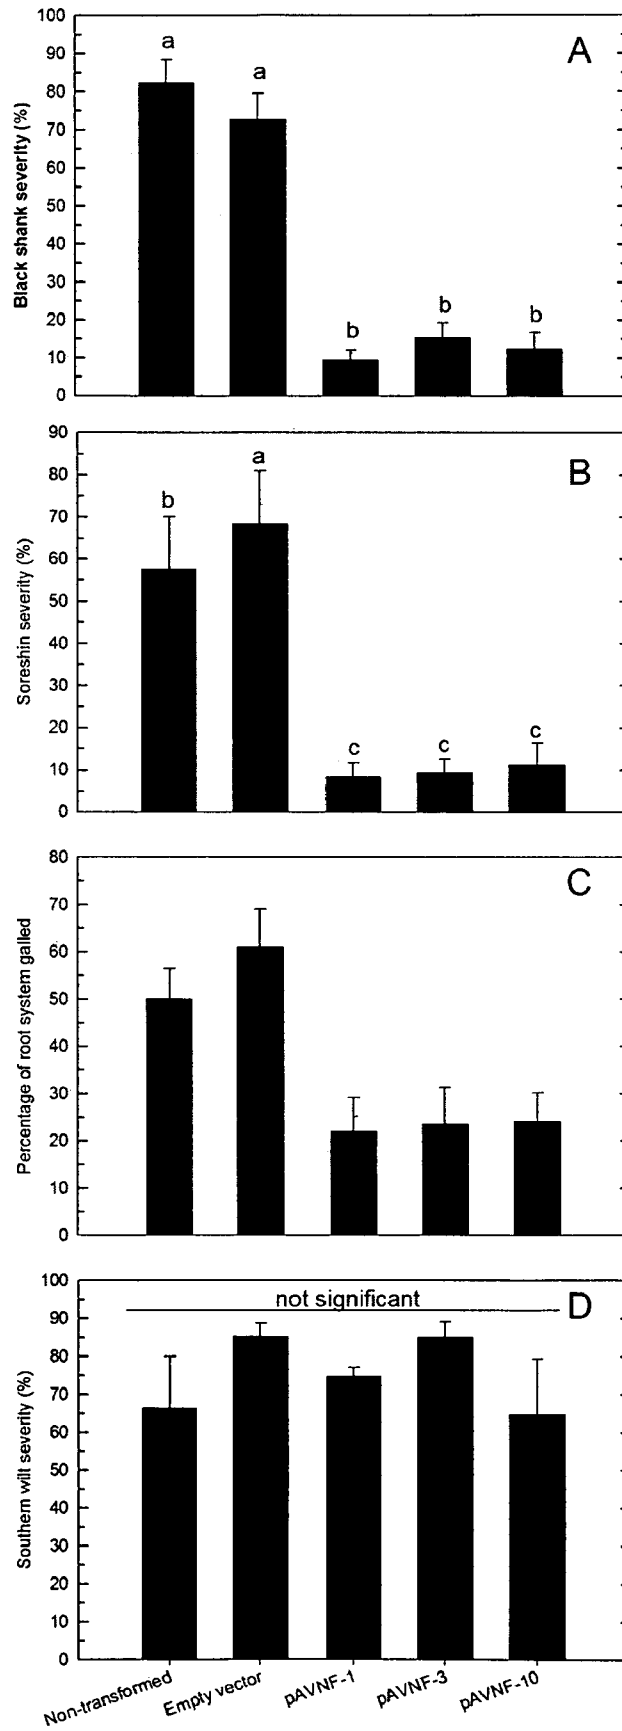 A
Black shank severity (%)
100
90
80
70
60
50
40
30
20
10
0
a
a
b
b
b
B
Soreshin severity (%)
90
80
70
60
50
40
30
20
10
0
b
a
c
c
c
C
Percentage of root system galled
80
70
60
50
40
30
20
10
0
D
Southern wilt severity (%)
100
90
80
70
60
50
40
30
20
10
0
not significant
Non-transformed
Empty vector
pAVNF-1
pAVNF-3
pAVNF-10